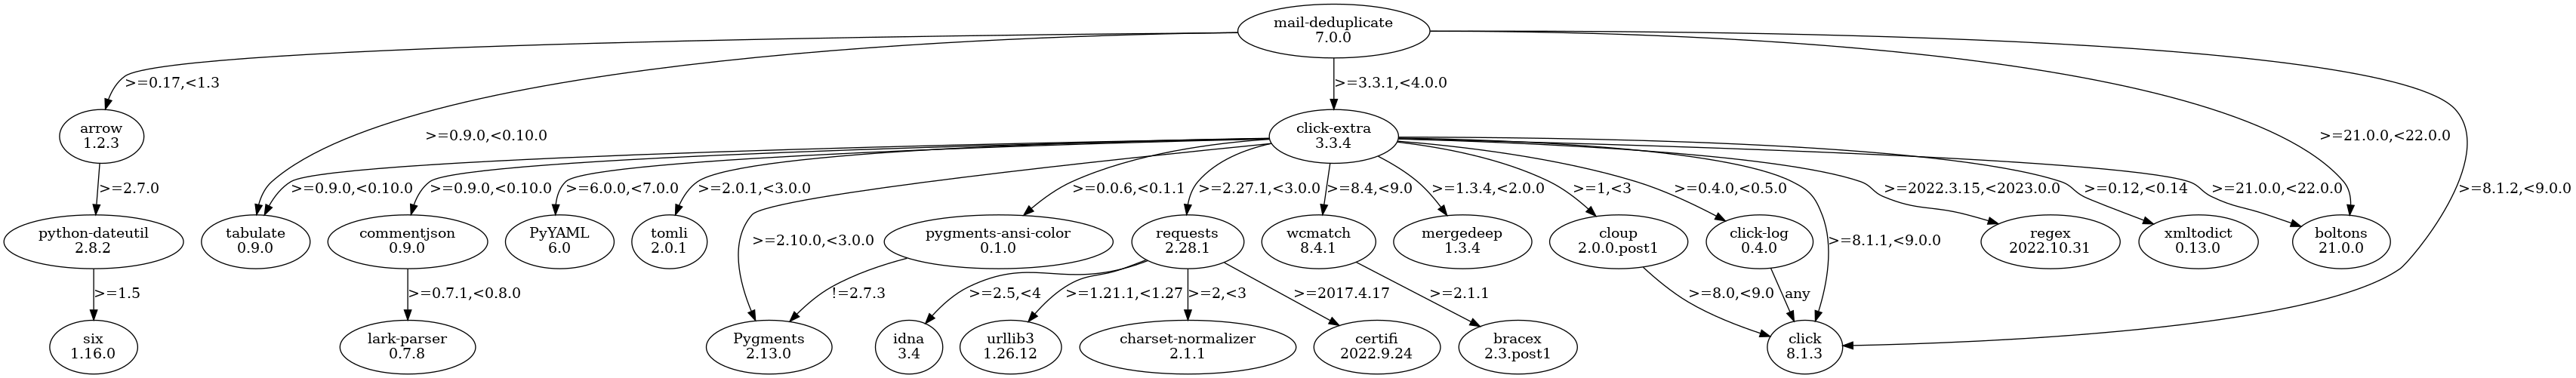 mail-deduplicate
7.0.0
>=0.17,<1.3
>=3.3.1,<4.0.0
arrow
1.2.3
>=0.9.0,<0.10.0
click-extra
3.3.4
>=21.0.0,<22.0.0
>=2.7.0
>=0.9.0,<0.10.0
>=0.9.0,<0.10.0
>=6.0.0,<7.0.0
>=2.0.1,<3.0.0
>=0.0.6,<0.1.1
>=2.27.1,<3.0.0
>=8.4,<9.0
>=1.3.4,<2.0.0
>=1,<3
>=0.4.0,<0.5.0
>=2022.3.15,<2023.0.0
>=0.12,<0.14
>=21.0.0,<22.0.0
>=8.1.2,<9.0.0
python-dateutil
2.8.2
tabulate
0.9.0
commentjson
0.9.0
PyYAML
6.0
tomli
2.0.1
>=2.10.0,<3.0.0
pygments-ansi-color
0.1.0
requests
2.28.1
wcmatch
8.4.1
mergedeep
1.3.4
cloup
2.0.0.post1
click-log
0.4.0
>=8.1.1,<9.0.0
regex
2022.10.31
xmltodict
0.13.0
boltons
21.0.0
>=1.5
>=0.7.1,<0.8.0
!=2.7.3
>=2.5,<4
>=1.21.1,<1.27
>=2,<3
>=2017.4.17
>=2.1.1
>=8.0,<9.0
any
six
1.16.0
lark-parser
0.7.8
Pygments
2.13.0
idna
3.4
urllib3
1.26.12
charset-normalizer
2.1.1
certifi
2022.9.24
bracex
2.3.post1
click
8.1.3